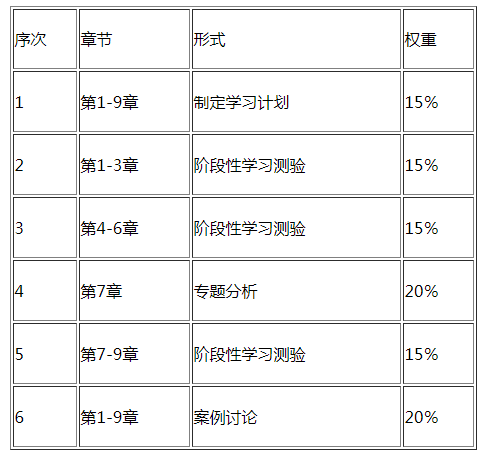 序次 章节 形式 权重
1 第1-9章 制定学习计划 15%
2 第1-3章 阶段性学习测验 15%
3 第4-6章 阶段性学习测验 15%
4 第7章 专题分析 20%
5 第7-9章 阶段性学习测验 15%
6 第1-9章 案例讨论 20%